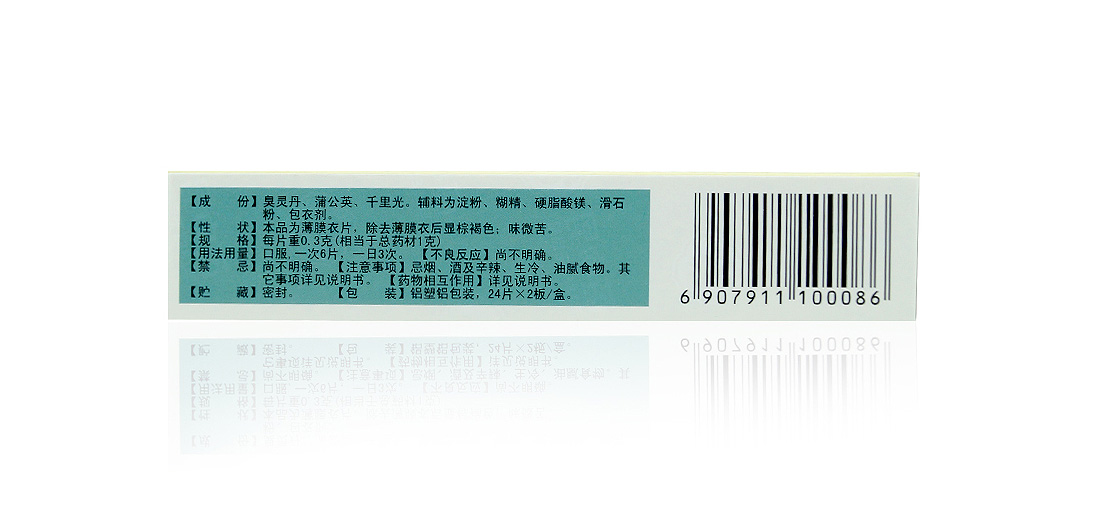 【成　　份】臭灵丹、蒲公英、千里光。辅料为淀粉、糊精、硬脂酸镁、滑石
粉、包衣剂。
【性　　状】本品为薄膜衣片，除去薄膜衣后显棕褐色；味微苦。
【规　　格】每片重0.3克(相当于总药材1克)
【用法用量】口服,一次6片，一日3次。【不良反应】尚不明确。
【禁　　忌】尚不明确。【注意事项】忌烟、酒及辛辣、生冷、油腻食物。其
它事项详见说明书。【药物相互作用】详见说明书。
【贮　　藏】密封。【包　　装】铝塑铝包装，24片×2板/盒。
6 907911 100086